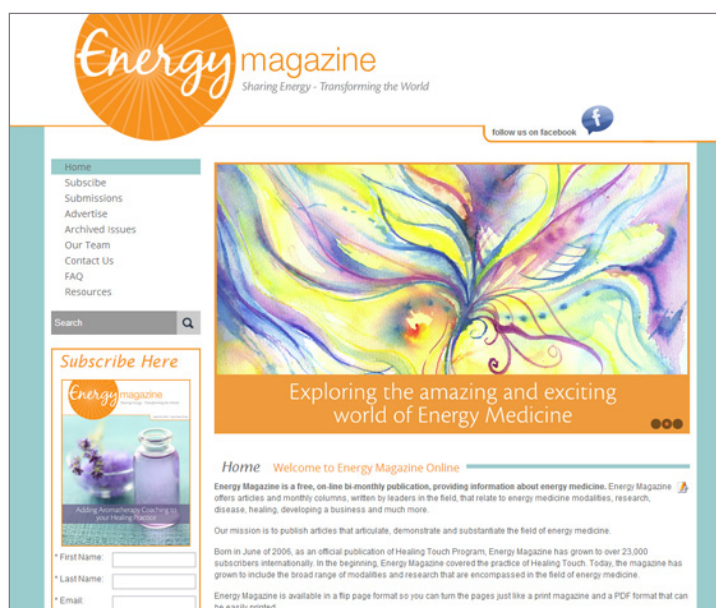 Energy magazine
Sharing Energy - Transforming the World
follow us on facebook
Home
Subscibe
Submissions
Advertise
Archived Issues
Our Team
Contact Us
FAQ
Resources
Search
Subscribe Here
Energy magazine
Adding Aromatherapy Coaching to
your Healing Practice
* First Name:
* Last Name:
* Email:
Exploring the amazing and exciting
world of Energy Medicine
Home Welcome to Energy Magazine Online
Energy Magazine is a free, on-line bi-monthly publication, providing information about energy medicine. Energy Magazine
offers articles and monthly columns, written by leaders in the field, that relate to energy medicine modalities, research,
disease, healing, developing a business and much more.
Our mission is to publish articles that articulate, demonstrate and substantiate the field of energy medicine.
Born in June of 2006, as an official publication of Healing Touch Program, Energy Magazine has grown to over 23,000
subscribers internationally. In the beginning, Energy Magazine covered the practice of Healing Touch. Today, the magazine has
grown to include the broad range of modalities and research that are encompassed in the field of energy medicine.
Energy Magazine is available in a flip page format so you can turn the pages just like a print magazine and a PDF format that can
be easily printed